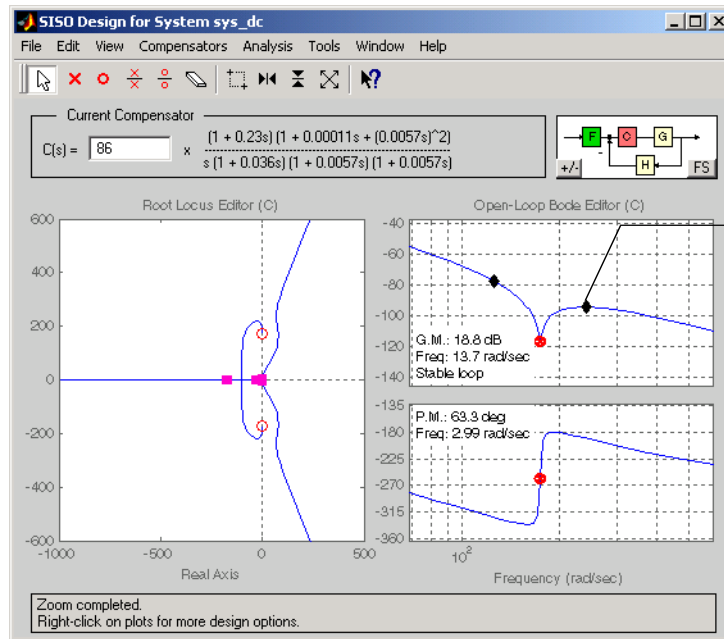 SISO Design for System sys_dc
File Edit View Compensators Analysis Tools Window Help
Current Compensator
C(s) = 86 x
(1 + 0.23s) (1 + 0.00011s + (0.0057s)^2)
s (1 + 0.036s) (1 + 0.0057s) (1 + 0.0057s)
F C G
H
+/- FS
Root Locus Editor (C)
600
400
200
0
-200
-400
-600
-1000 -500 0 500
Real Axis
Open-Loop Bode Editor (C)
-40
-60
-80
-100
-120
-140
G.M.: 18.8 dB
Freq: 13.7 rad/sec
Stable loop
-135
-180
-225
-270
-315
-360
P.M.: 63.3 deg
Freq: 2.99 rad/sec
10^2
Frequency (rad/sec)
Zoom completed.
Right-click on plots for more design options.